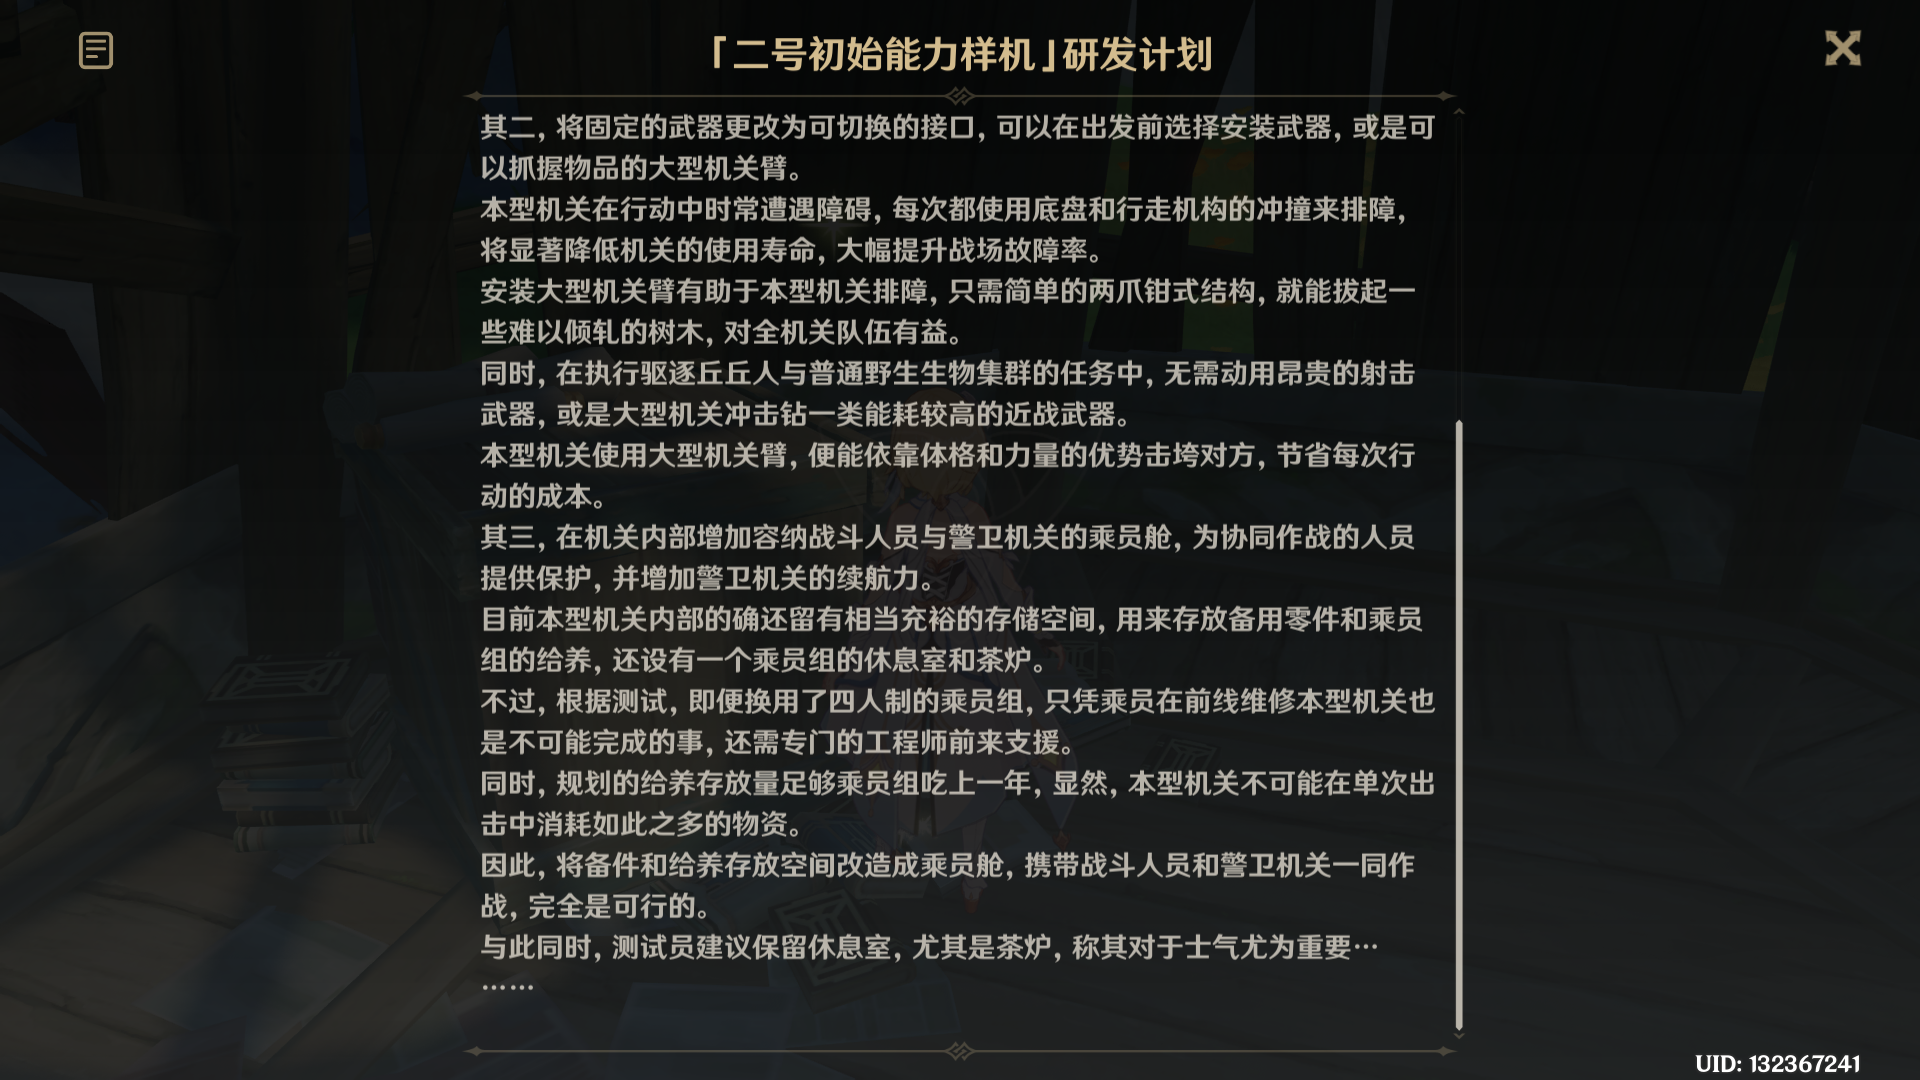 「二号初始能力样机」研发计划
其二，将固定的武器更改为可切换的接口，可以在出发前选择安装武器，或是可
以抓握物品的大型机关臂。
本型机关在行动中时常遭遇障碍，每次都使用底盘和行走机构的冲撞来排障，
将显著降低机关的使用寿命，大幅提升战场故障率。
安装大型机关臂有助于本型机关排障，只需简单的两爪钳式结构，就能拔起一
些难以倾轧的树木，对全机关队伍有益。
同时，在执行驱逐丘丘人与普通野生生物集群的任务中，无需动用昂贵的射击
武器，或是大型机关冲击钻一类能耗较高的近战武器。
本型机关使用大型机关臂，便能依靠体格和力量的优势击垮对方，节省每次行
动的成本。
其三，在机关内部增加容纳战斗人员与警卫机关的乘员舱，为协同作战的人员
提供保护，并增加警卫机关的续航力。
目前本型机关内部的确还留有相当充裕的存储空间，用来存放备用零件和乘员
组的给养，还设有一个乘员组的休息室和茶炉。
不过，根据测试，即便换用了四人制的乘员组，只凭乘员在前线维修本型机关也
是不可能完成的事，还需专门的工程师前来支援。
同时，规划的给养存放量足够乘员组吃上一年，显然，本型机关不可能在单次出
击中消耗如此之多的物资。
因此，将备件和给养存放空间改造成乘员舱，携带战斗人员和警卫机关一同作
战，完全是可行的。
与此同时，测试员建议保留休息室，尤其是茶炉，称其对于士气尤为重要…
……
UID: 132367241